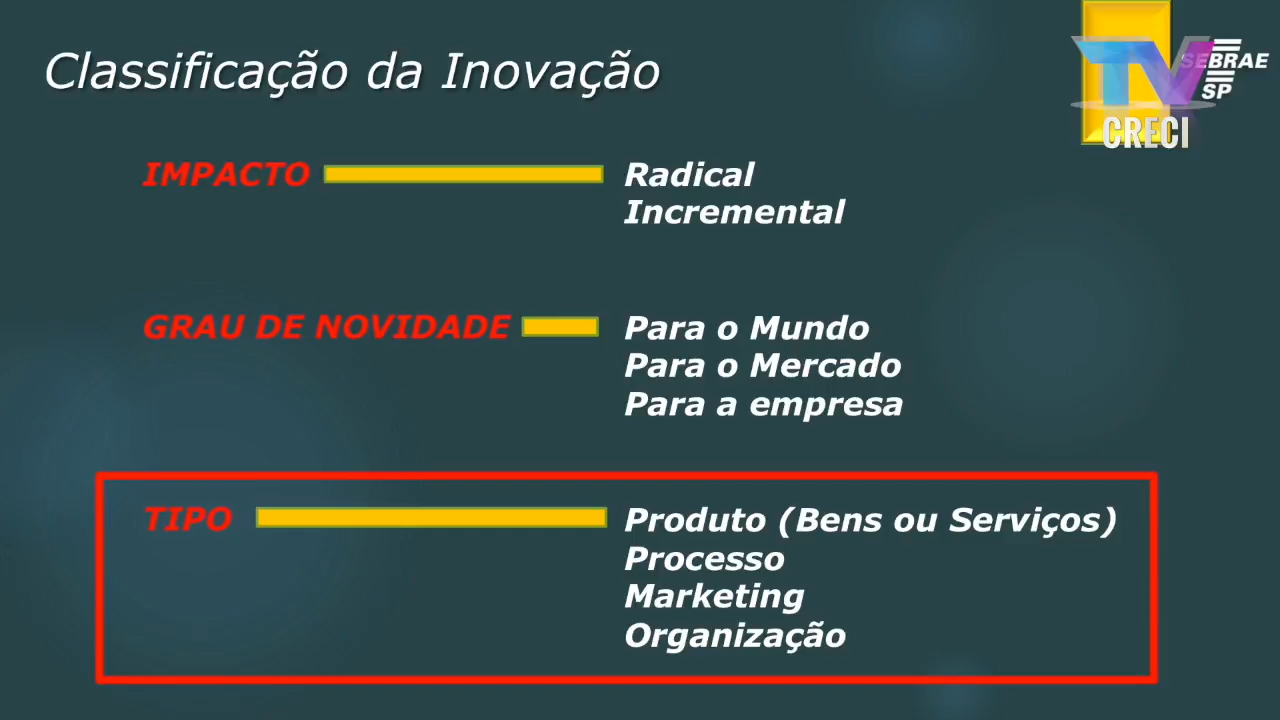 Classificação da Inovação
TV
CRECI
SEBRAE
SP
IMPACTO
Radical
Incremental
GRAU DE NOVIDADE
Para o Mundo
Para o Mercado
Para a empresa
TIPO
Produto (Bens ou Serviços)
Processo
Marketing
Organização